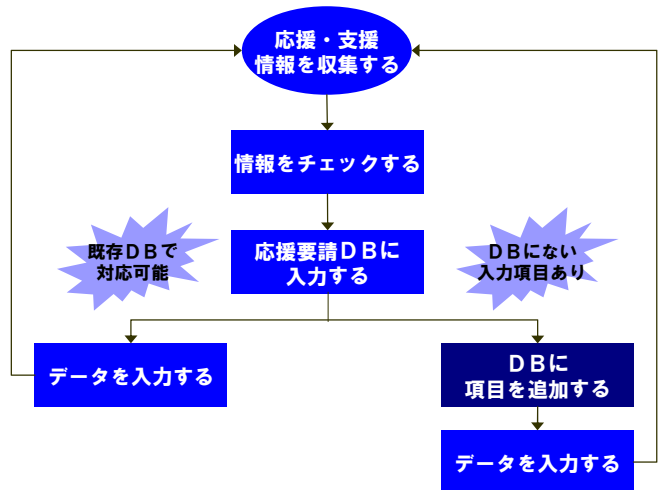 応援・支援
情報を収集する
情報をチェックする
既存ＤＢで
対応可能
応援要請ＤＢに
入力する
ＤＢにない
入力項目あり
データを入力する
ＤＢに
項目を追加する
データを入力する